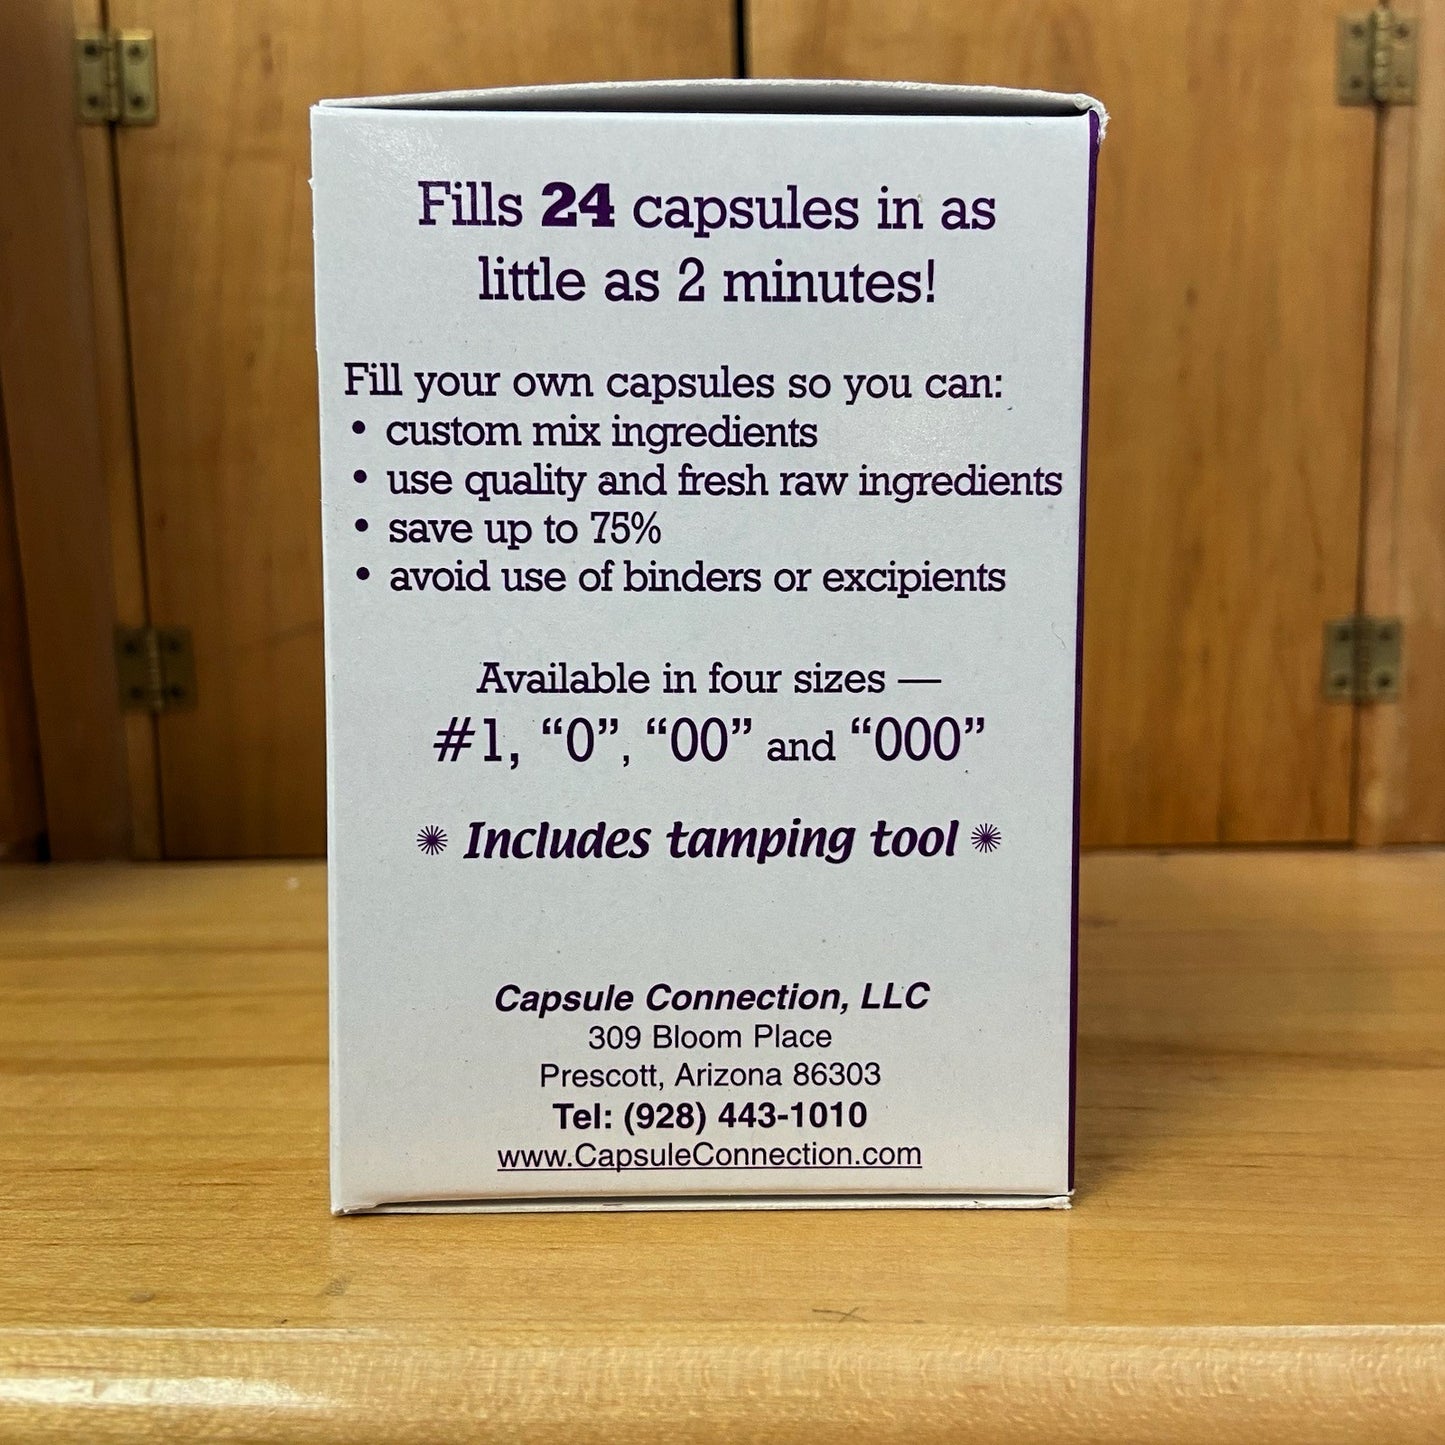 Fills 24 capsules in as
little as 2 minutes!
Fill your own capsules so you can:
• custom mix ingredients
• use quality and fresh raw ingredients
• save up to 75%
• avoid use of binders or excipients
Available in four sizes —
#1, “0”, “00” and “000”
Includes tamping tool
Capsule Connection, LLC
309 Bloom Place
Prescott, Arizona 86303
Tel: (928) 443-1010
www.CapsuleConnection.com